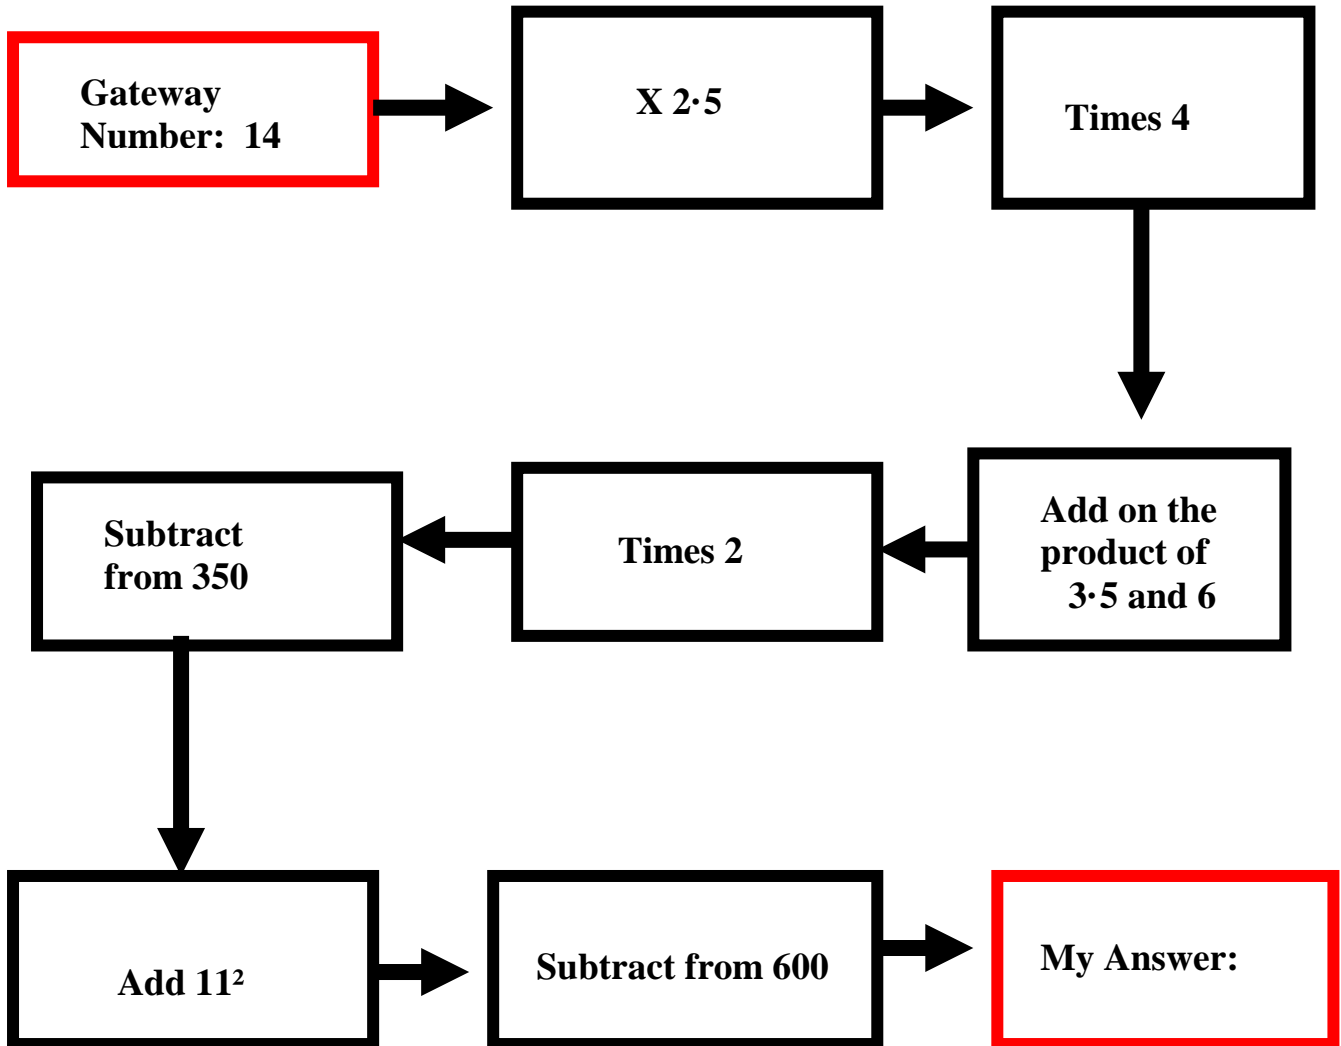 Gateway
Number: 14
X 2·5
Times 4
Add on the
product of
3·5 and 6
Times 2
Subtract
from 350
Add 11²
Subtract from 600
My Answer: